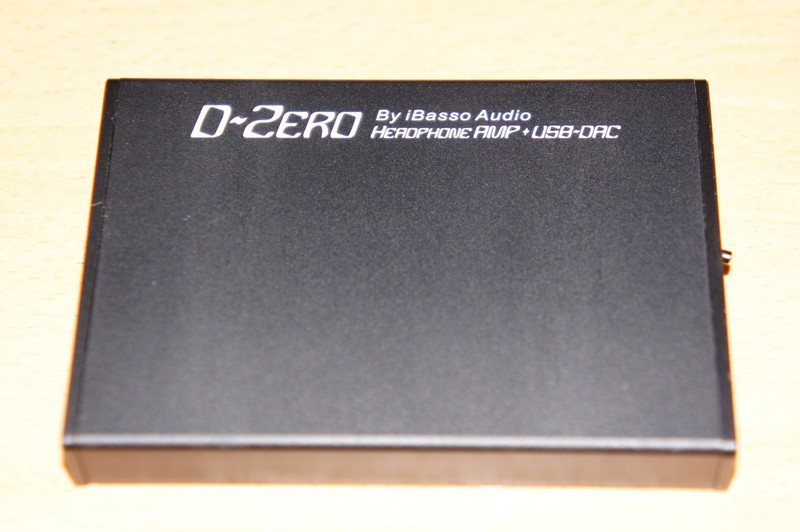 D~ZERO
By iBasso Audio
HEADPHONE AMP + USB-DAC